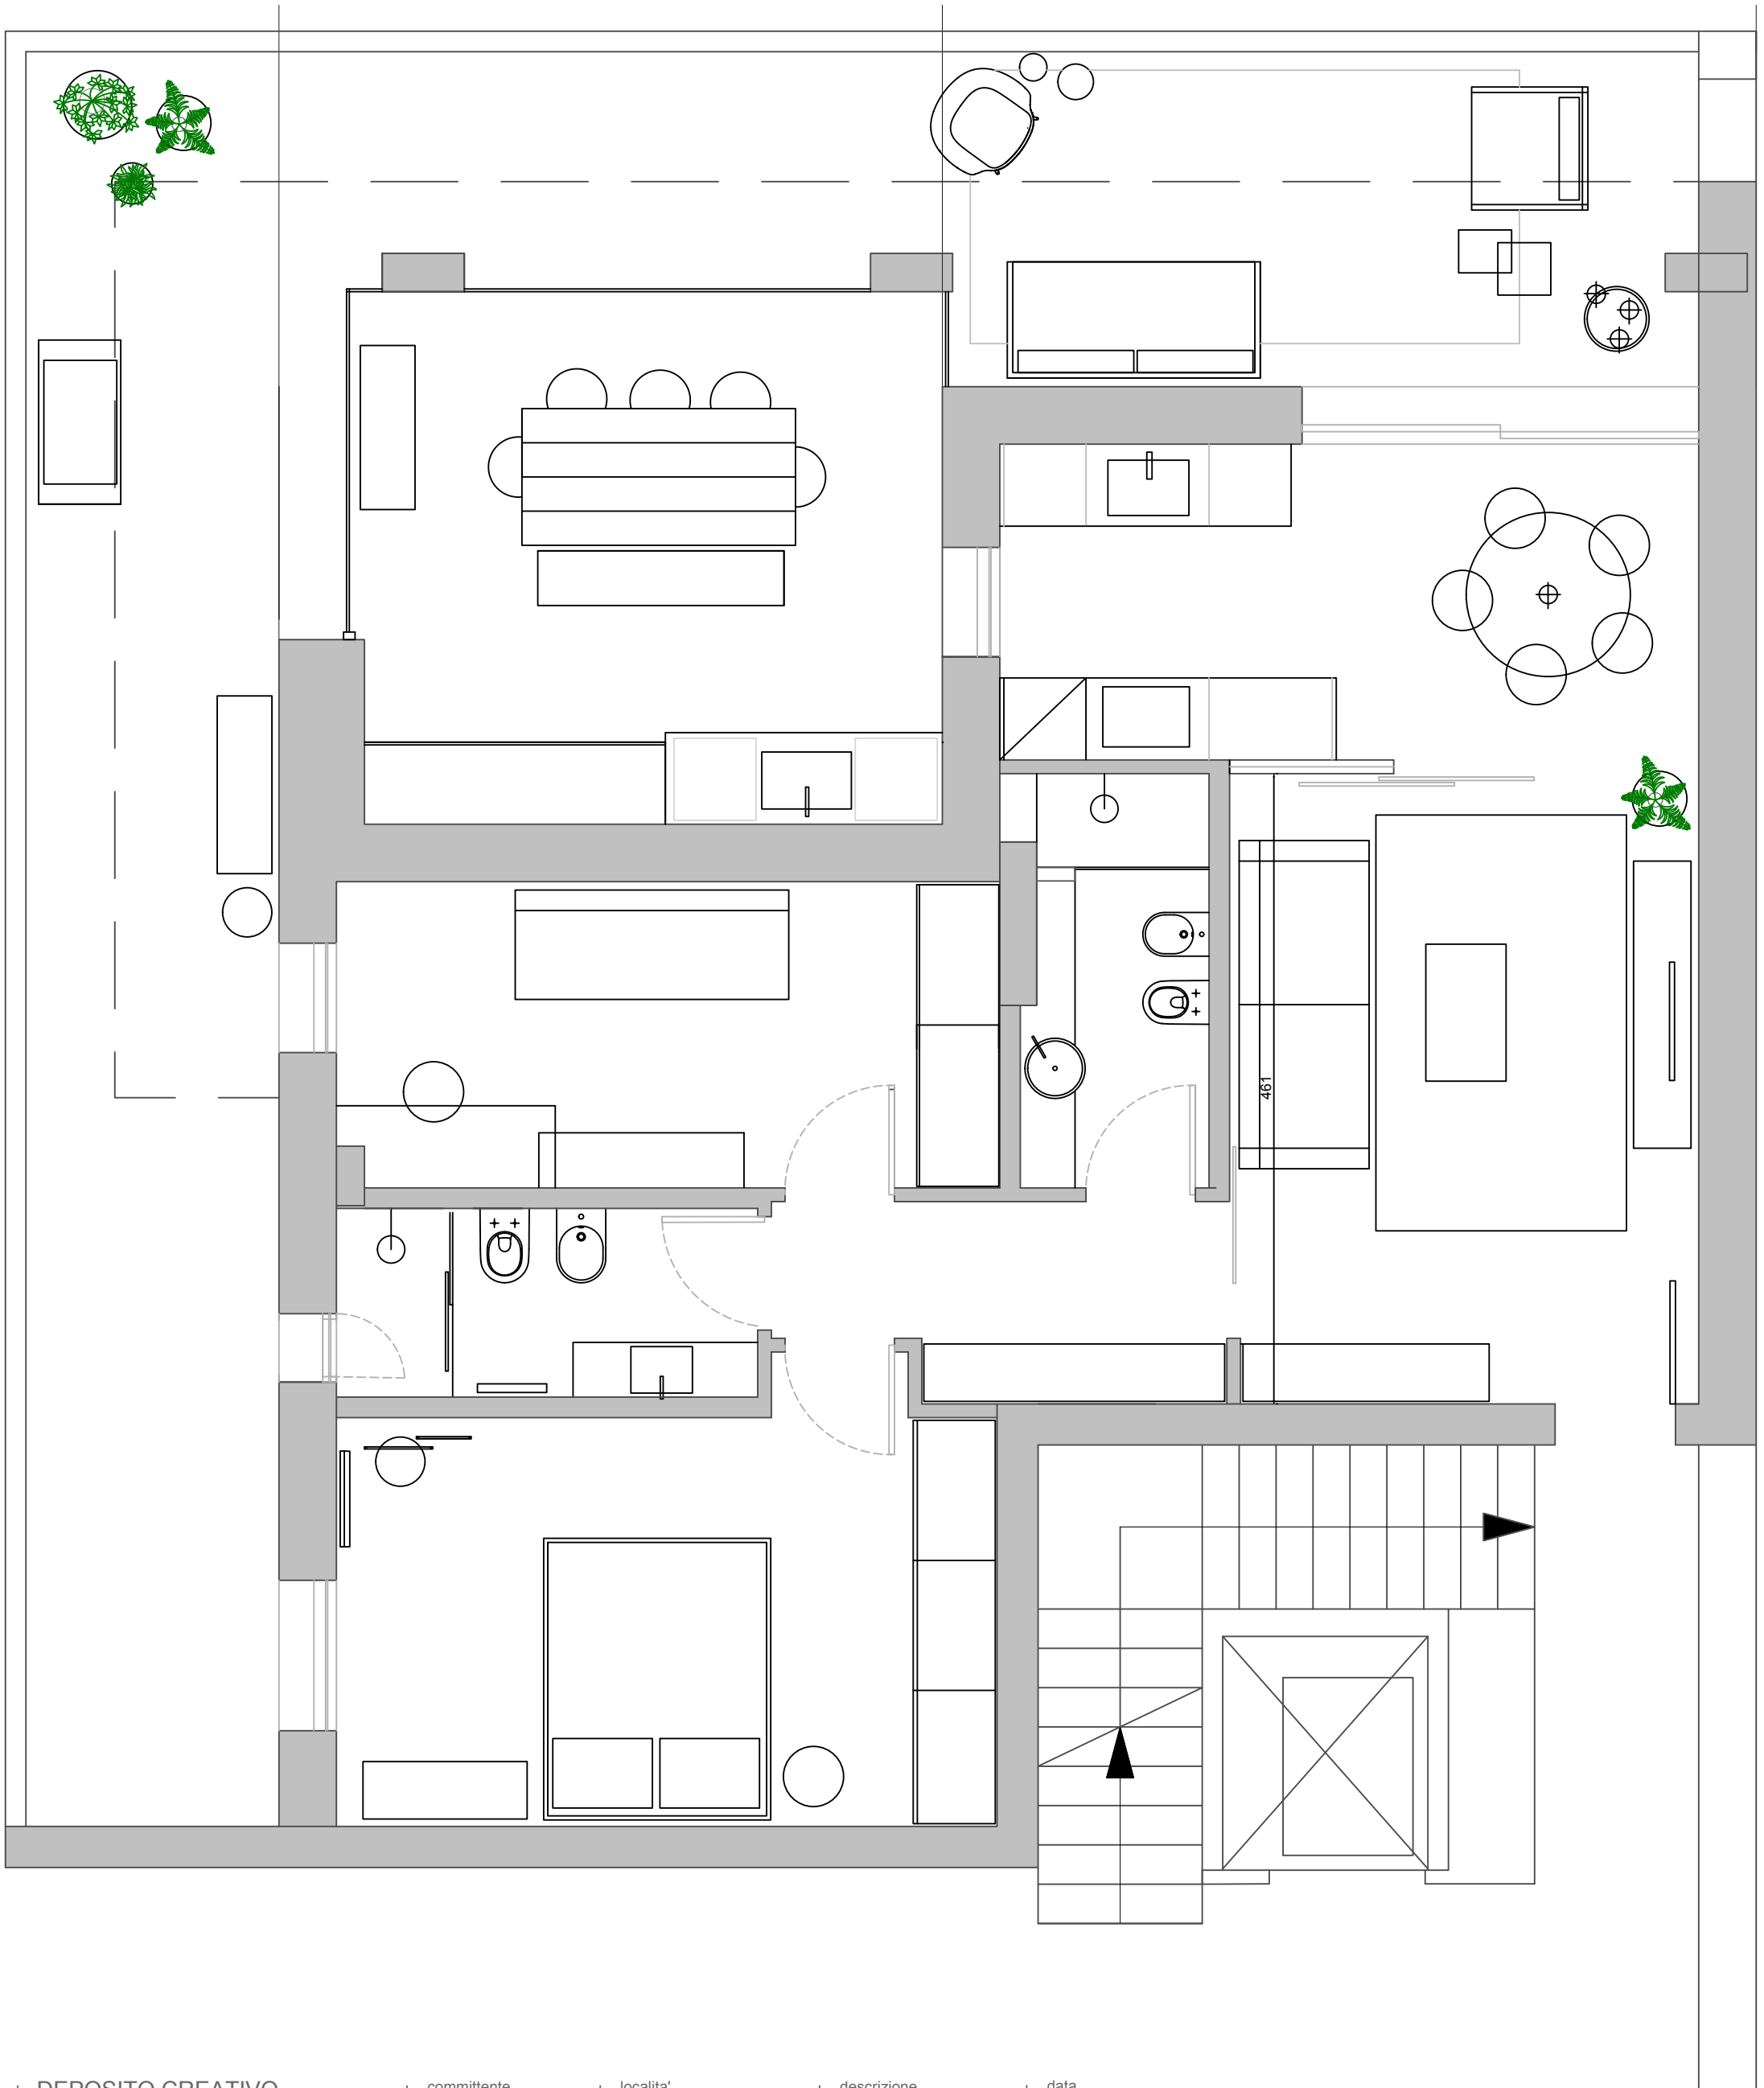 461
DEPOSITO CREATIVO
committente
localita'
descrizione
data